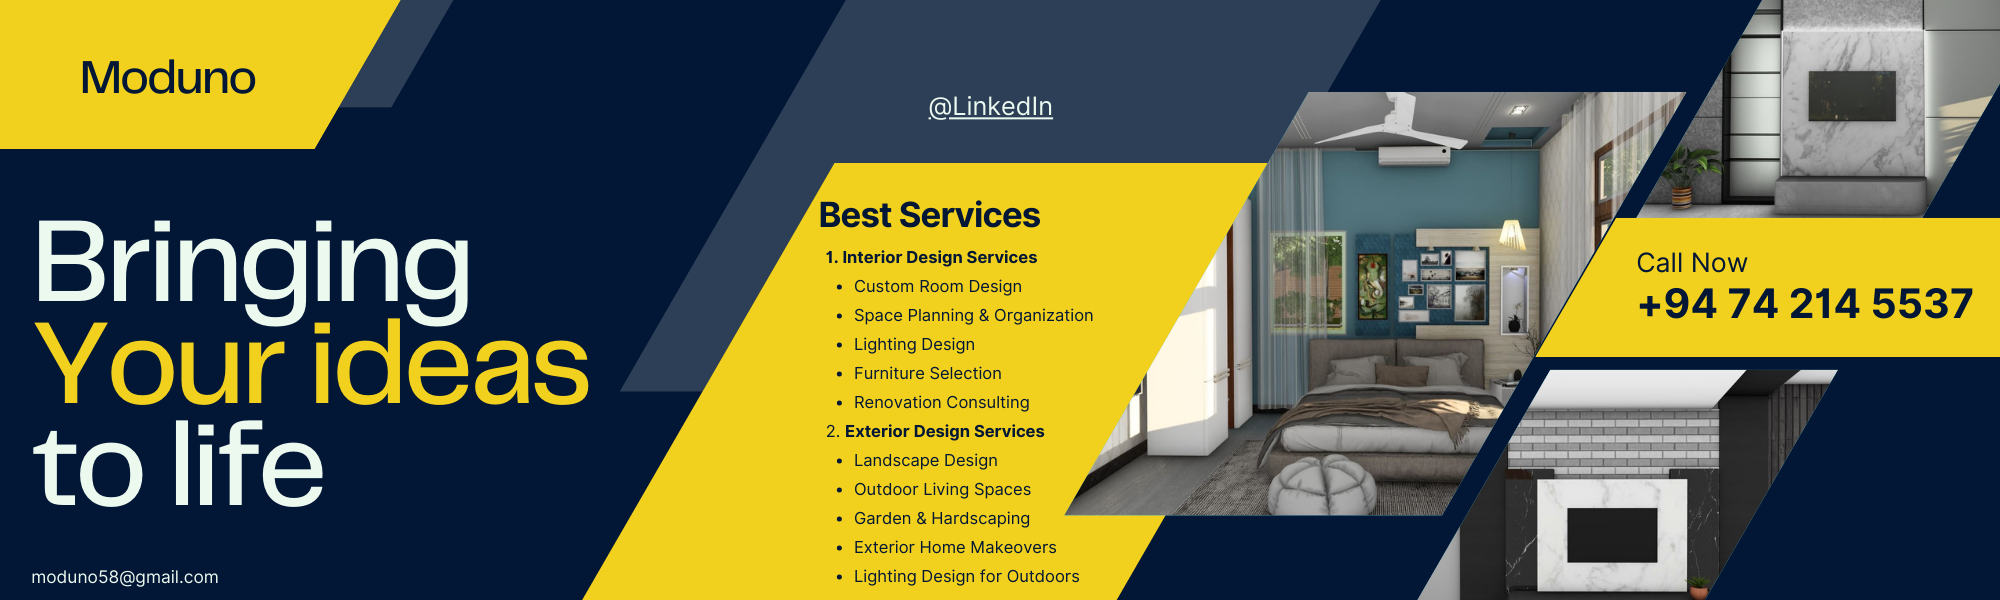 Moduno
Bringing
Your ideas
to life
moduno58@gmail.com
@LinkedIn
Best Services
1. Interior Design Services
• Custom Room Design
• Space Planning & Organization
• Lighting Design
• Furniture Selection
• Renovation Consulting
2. Exterior Design Services
• Landscape Design
• Outdoor Living Spaces
• Garden & Hardscaping
• Exterior Home Makeovers
• Lighting Design for Outdoors
Call Now
+94 74 214 5537